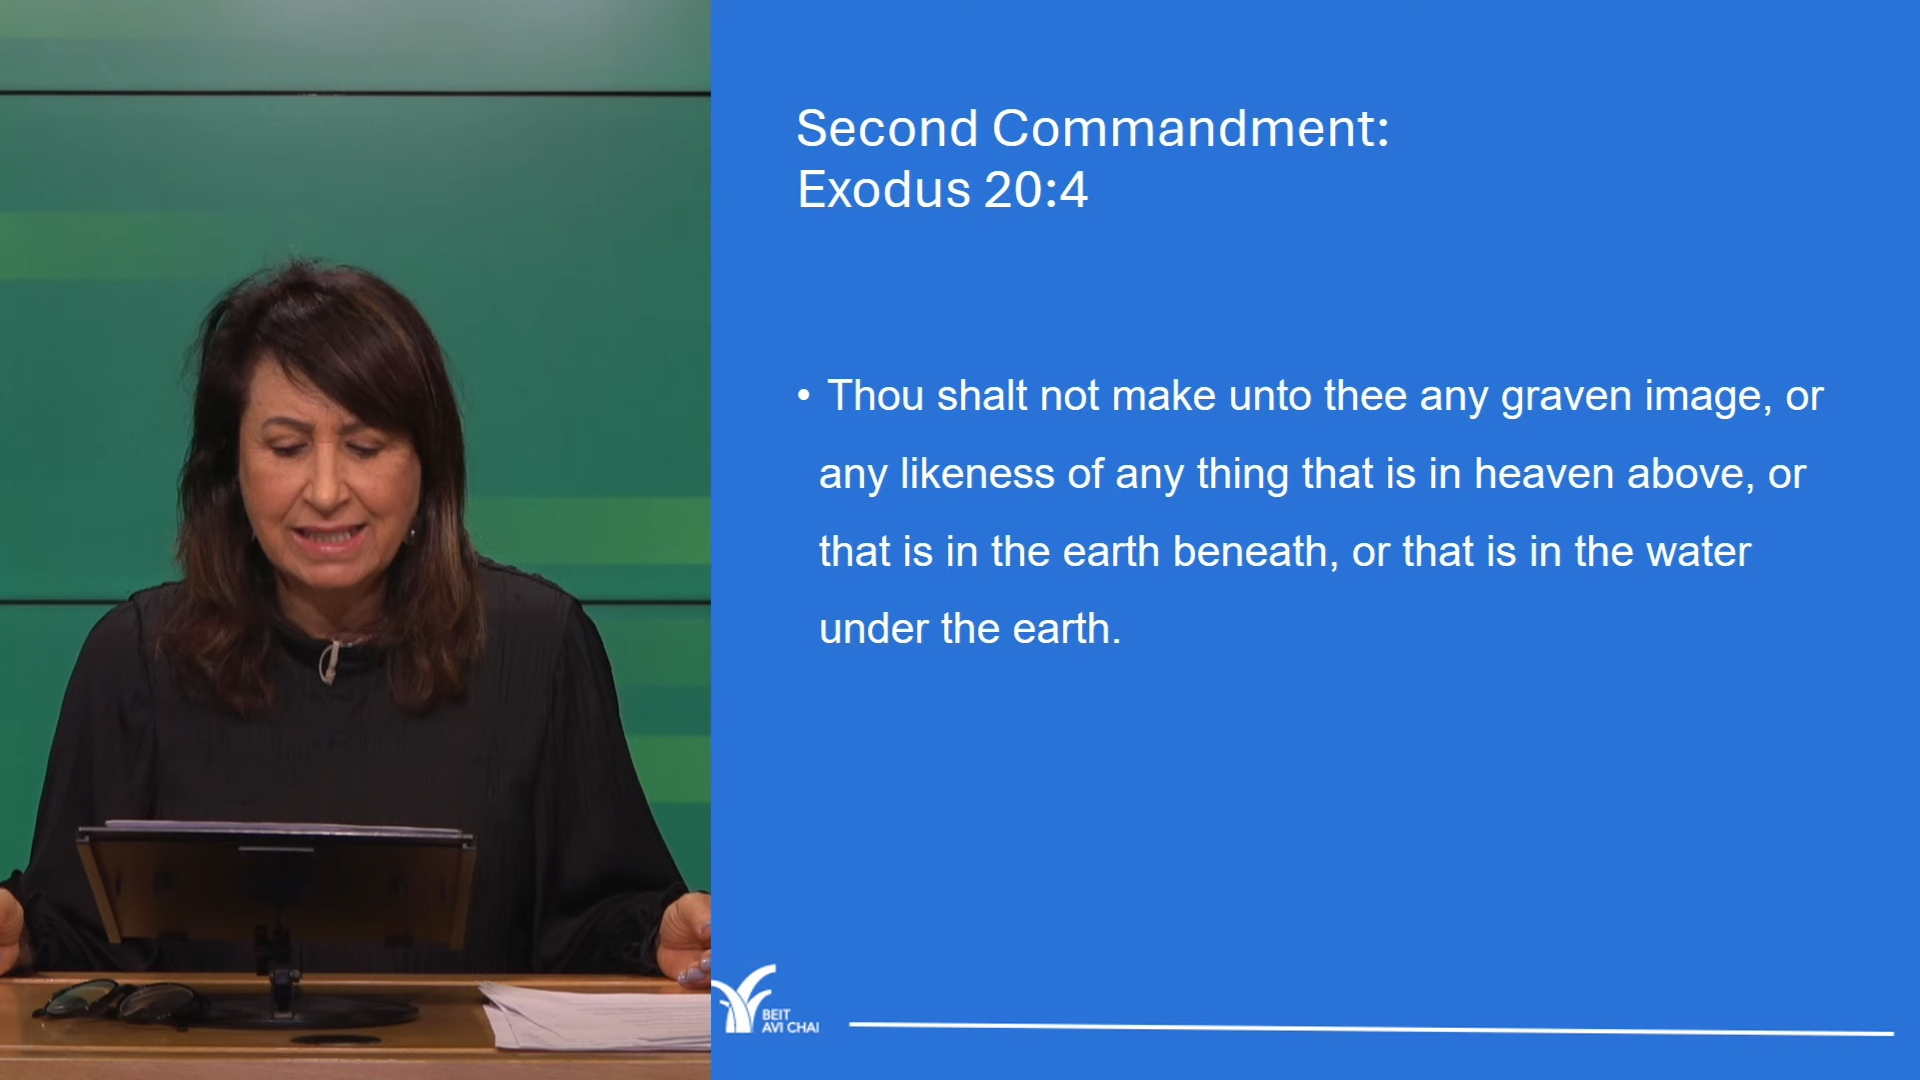 Second Commandment:
Exodus 20:4
• Thou shalt not make unto thee any graven image, or
any likeness of any thing that is in heaven above, or
that is in the earth beneath, or that is in the water
under the earth.
BEIT
AVI CHAI